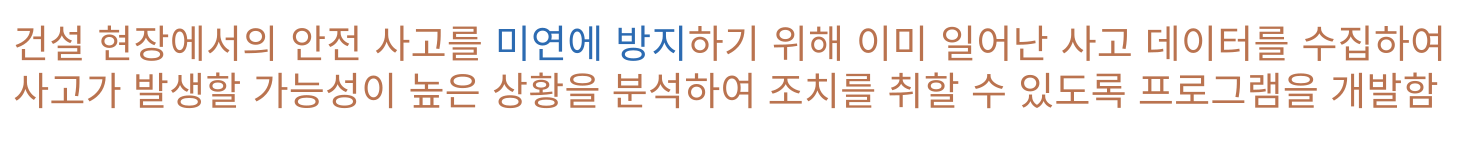 건설 현장에서의 안전 사고를 미연에 방지하기 위해 이미 일어난 사고 데이터를 수집하여
사고가 발생할 가능성이 높은 상황을 분석하여 조치를 취할 수 있도록 프로그램을 개발함